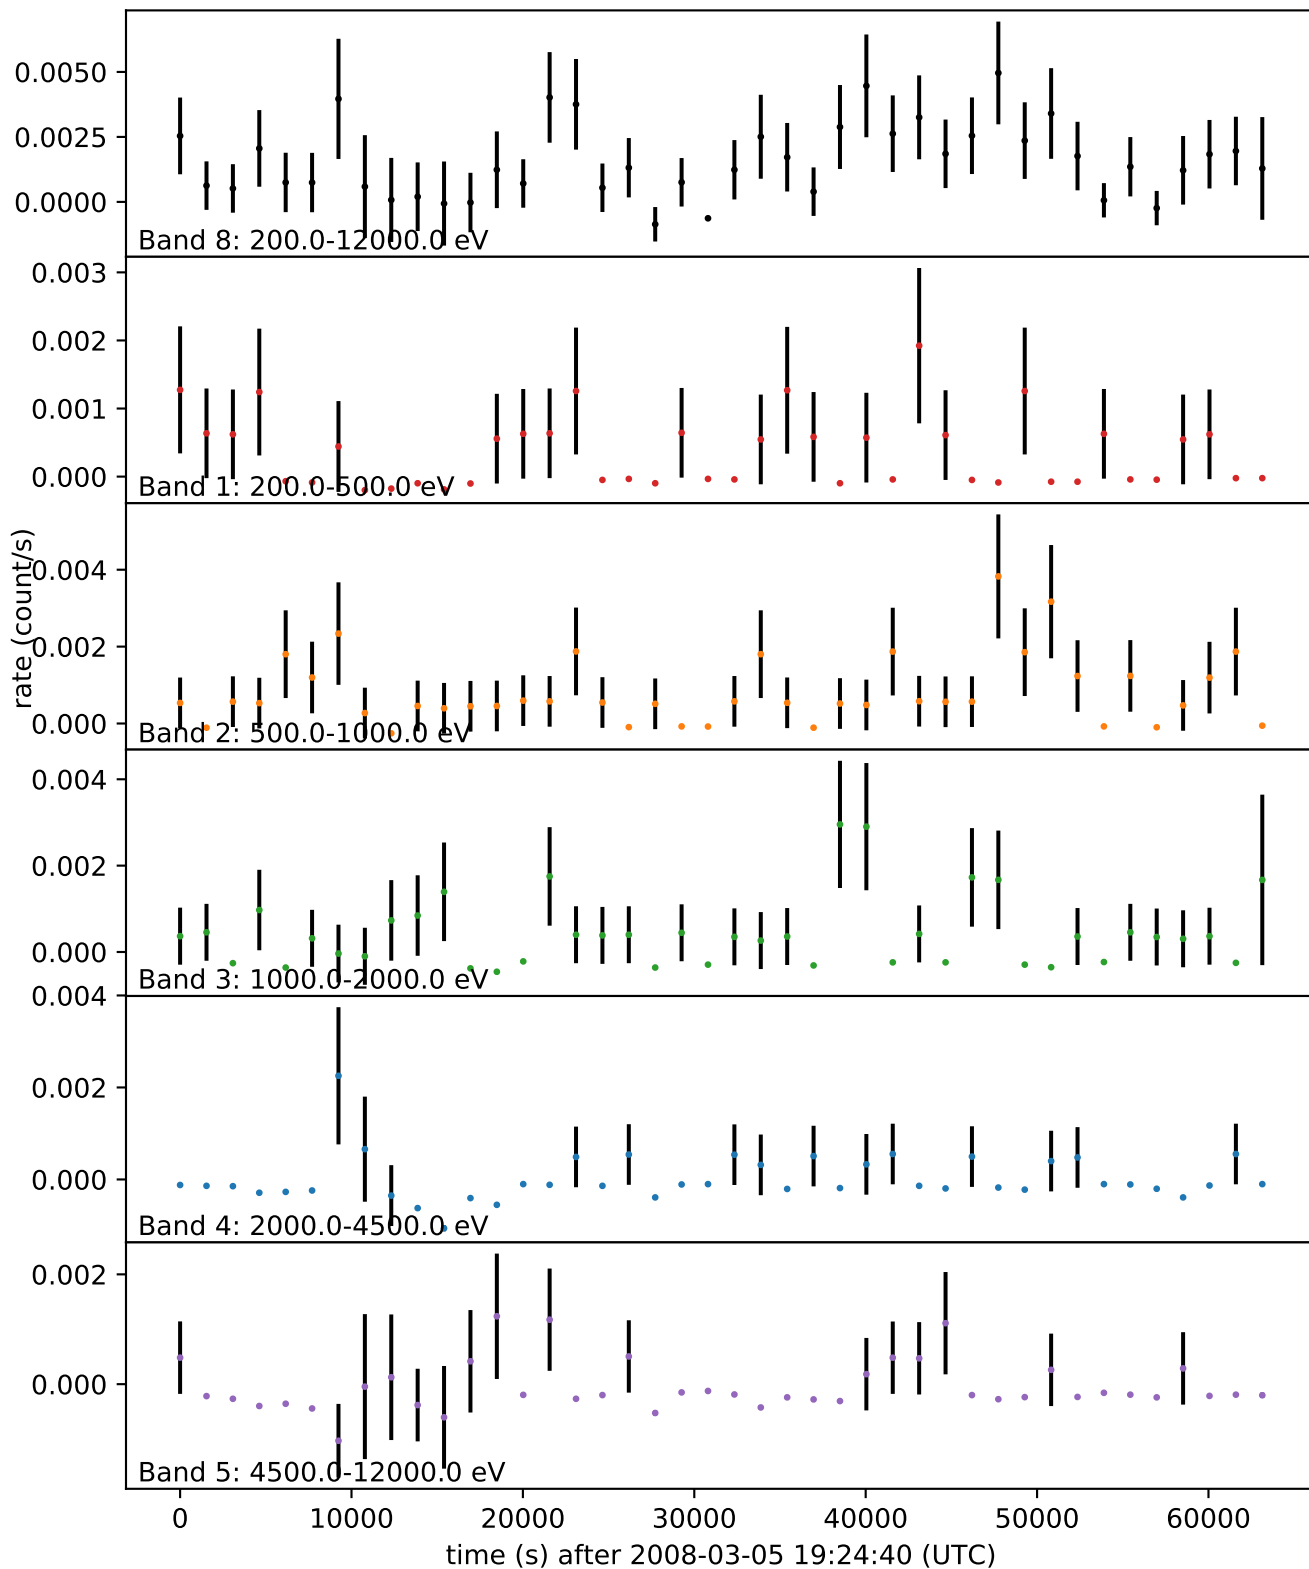 0.0050
0.0025
0.0000
Band 8: 200.0-12000.0 eV
0.003
0.002
0.001
0.000
Band 1: 200.0-500.0 eV
rate (count/s)
0.004
0.002
0.000
Band 2: 500.0-1000.0 eV
0.004
0.002
0.000
Band 3: 1000.0-2000.0 eV
0.004
0.002
0.000
Band 4: 2000.0-4500.0 eV
0.002
0.000
Band 5: 4500.0-12000.0 eV
0 10000 20000 30000 40000 50000 60000
time (s) after 2008-03-05 19:24:40 (UTC)